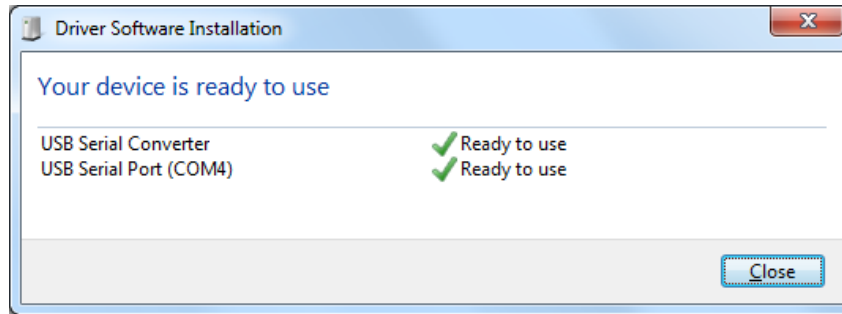 Driver Software Installation
Your device is ready to use
USB Serial Converter Ready to use
USB Serial Port (COM4) Ready to use
Close